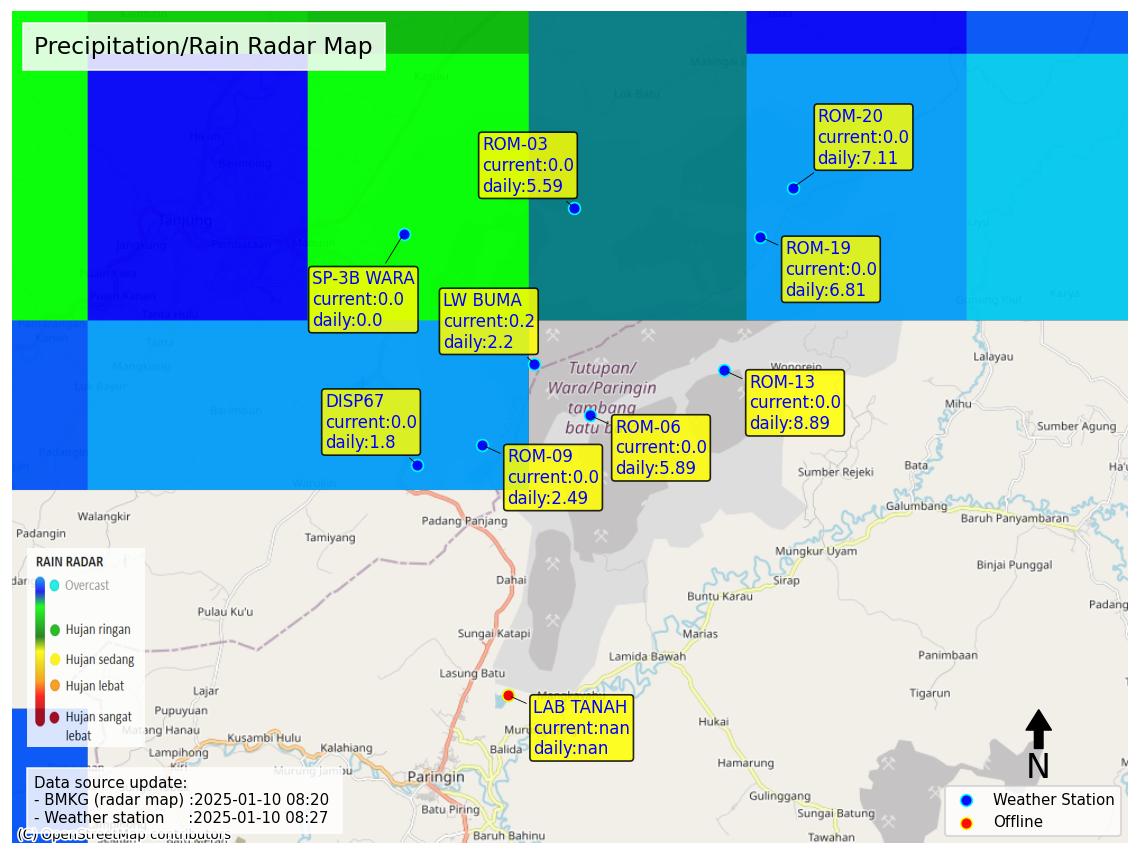 Precipitation/Rain Radar Map
ROM-20
current:0.0
daily:7.11
ROM-03
current:0.0
daily:5.59
Tanjung
ROM-19
current:0.0
daily:6.81
SP-3B WARA
current:0.0
daily:0.0
LW BUMA
current:0.2
daily:2.2
Lalayau
Tutupan/
Wara/Paringin
tambang
batu b
Wonorejo
ROM-13
current:0.0
daily:8.89
DISP67
current:0.0
daily:1.8
Mihu
ROM-06
current:0.0
daily:5.89
Sumber Agung
ROM-09
current:0.0
daily:2.49
Bata
Ha'u
Sumber Rejeki
Galumbang
Walangkir
Padang Panjang
Baruh Panyambaran
Padangin
Tamiyang
Mungkur Uyam
Binjai Punggal
RAIN RADAR
Overcast
Hujan ringan
Hujan sedang
Hujan lebat
Hujan sangat
lebat
Dahai
Sirap
Buntu Karau
Padang
Pulau Ku'u
Sungai Katapi
Marias
Lamida Bawah
Panimbaan
Lasung Batu
Lajar
Tigarun
LAB TANAH
current:nan
daily:nan
Pupuyuan
Hukai
Matang Hanau
Kusambi Hulu
Kalahiang
Balida
Lampihong
Hamarung
Murung Jambu
Paringin
N
Data source update:
- BMKG (radar map) :2025-01-10 08:20
- Weather station :2025-01-10 08:27
Gulinggang
Weather Station
Offline
Batu Piring
Sungai Batung
(C) OpenStreetMap contributors
Baruh Bahinu
Tawahan